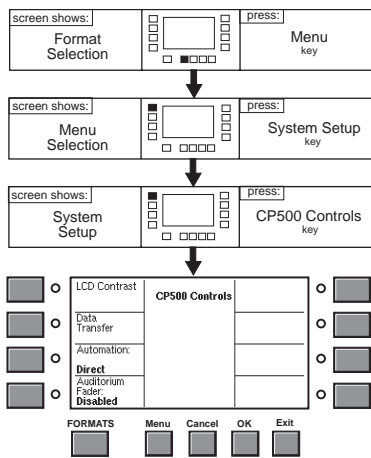 screen shows:
press:
Format
Selection
Menu
key
screen shows:
press:
Menu
Selection
System Setup
key
screen shows:
press:
System
Setup
CP500 Controls
key
LCD Contrast
CP500 Controls
Data
Transfer
Automation:
Direct
Auditorium
Fader:
Disabled
FORMATS Menu Cancel OK Exit